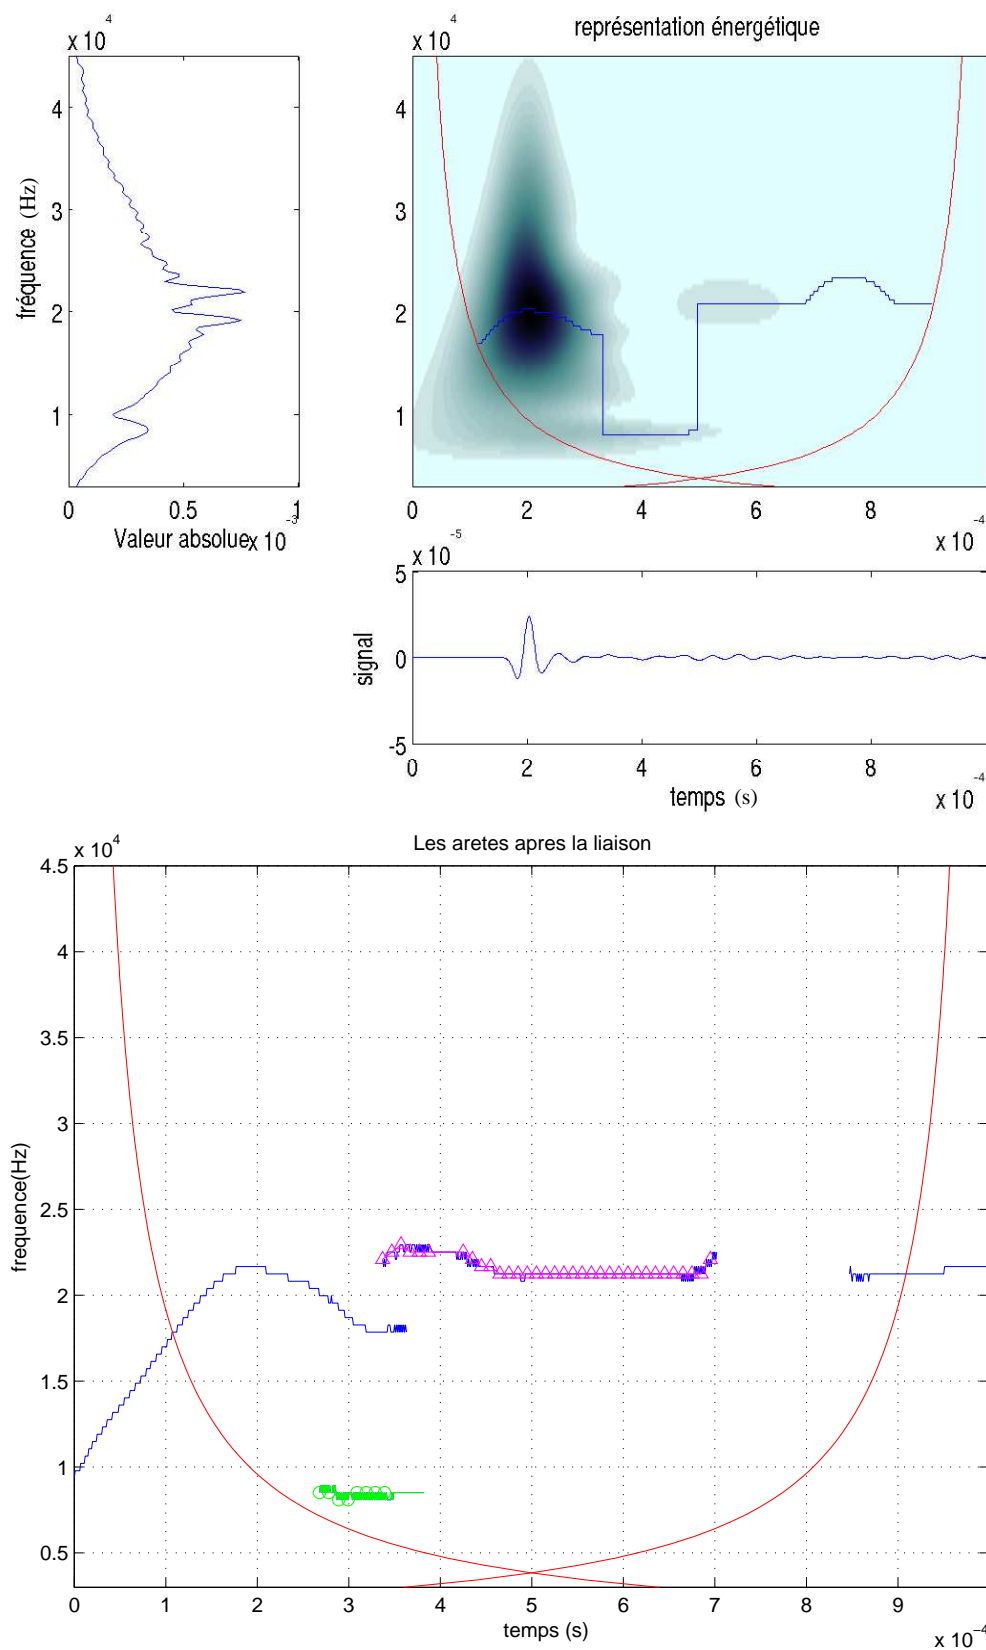 x 10 4
x 10 4
représentation énergétique
4
3
2
1
fréquence (Hz)
4
3
2
1
0 0.5 1
Valeur absolue x 10 -3
0 2 4 6 8
x 10 -4
x 10 -5
5
0
-5
signal
0 2 4 6 8
temps (s)
x 10 -4
x 10 4
Les aretes apres la liaison
4.5
4
3.5
3
2.5
2
1.5
1
0.5
frequence(Hz)
0 1 2 3 4 5 6 7 8 9
temps (s)
x 10 -4